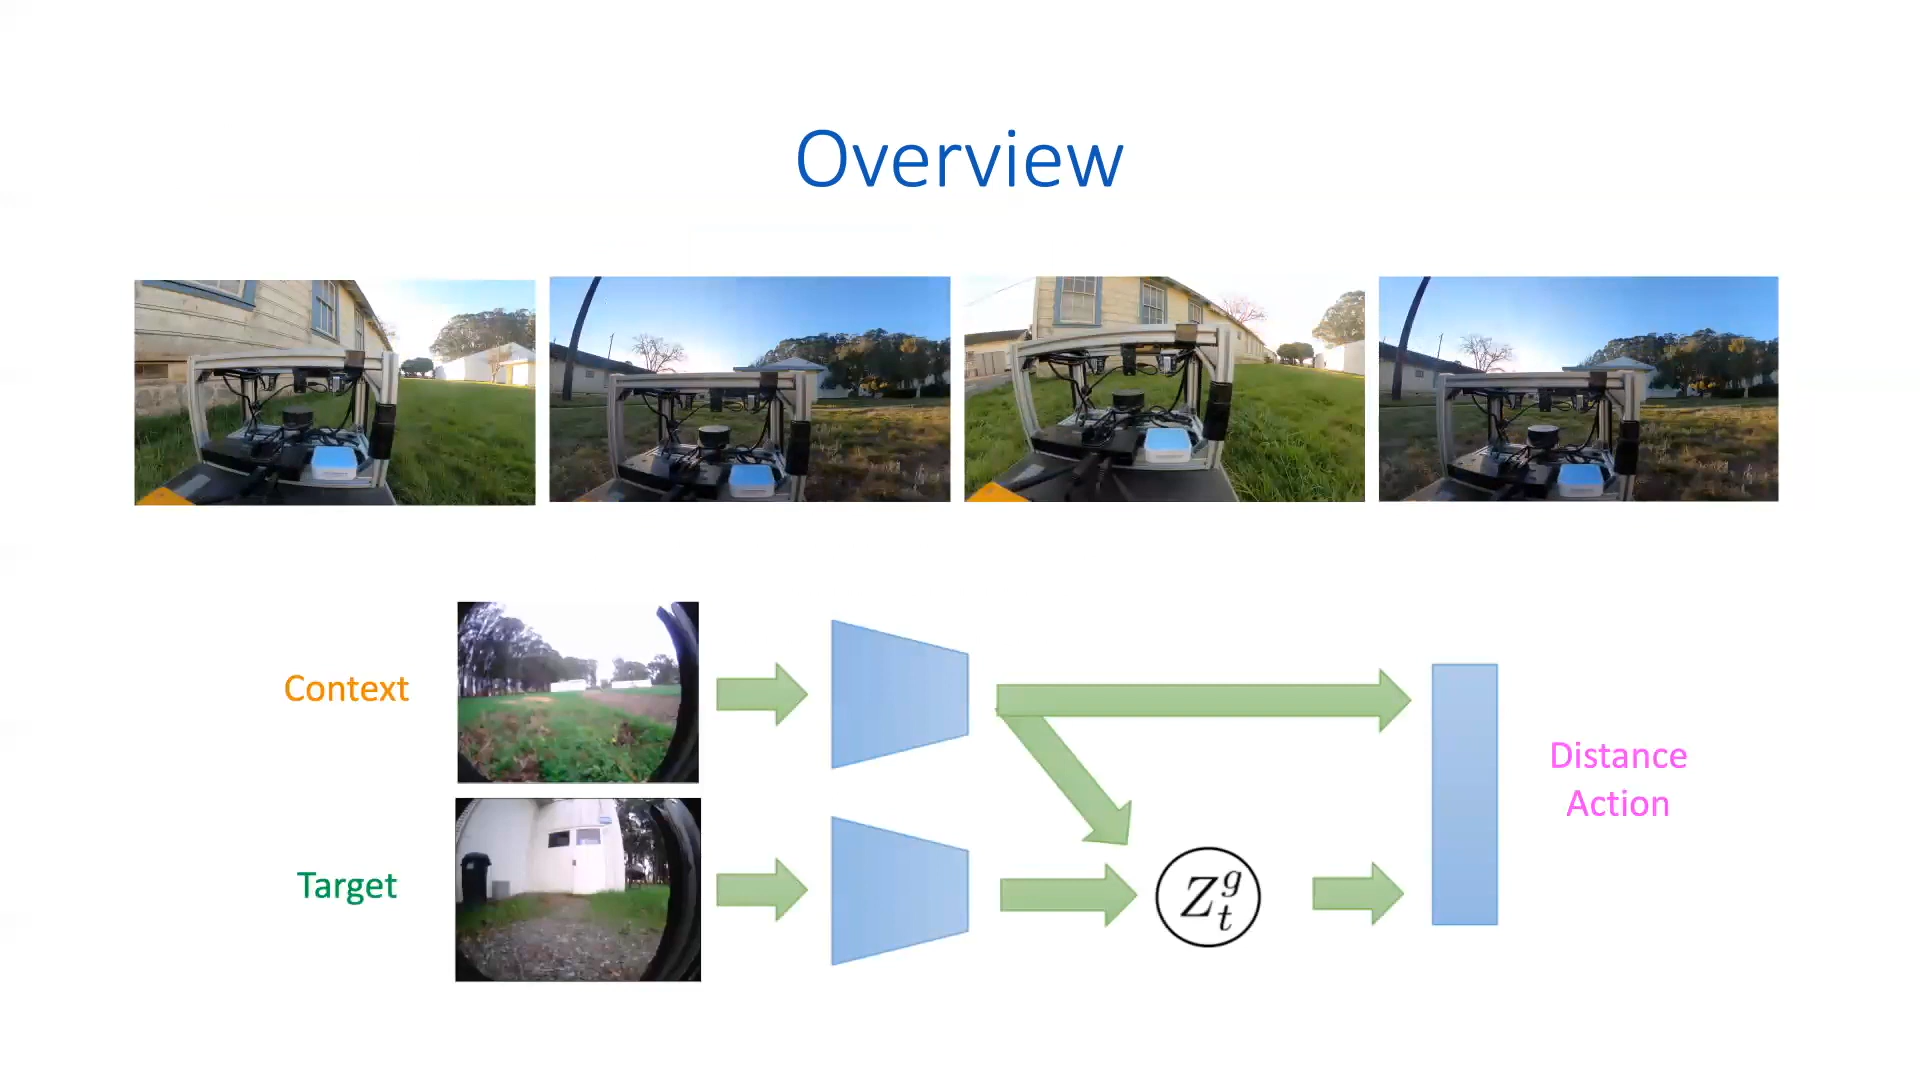 Overview
Context
Target
Z_t^g
Distance
Action